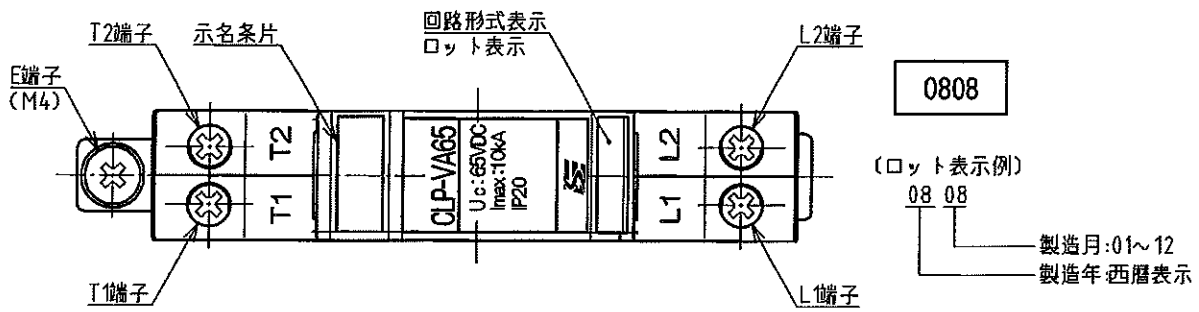 T2端子
示名条片
回路形式表示
ロット表示
L2端子
E端子
(M4)
T2
T1
CLP-VA65
Uc:65VDC
Imax:10kA
IP20
L2
L1
T1端子
L1端子
0808
(ロット表示例)
08 08
製造月:01~12
製造年:西暦表示